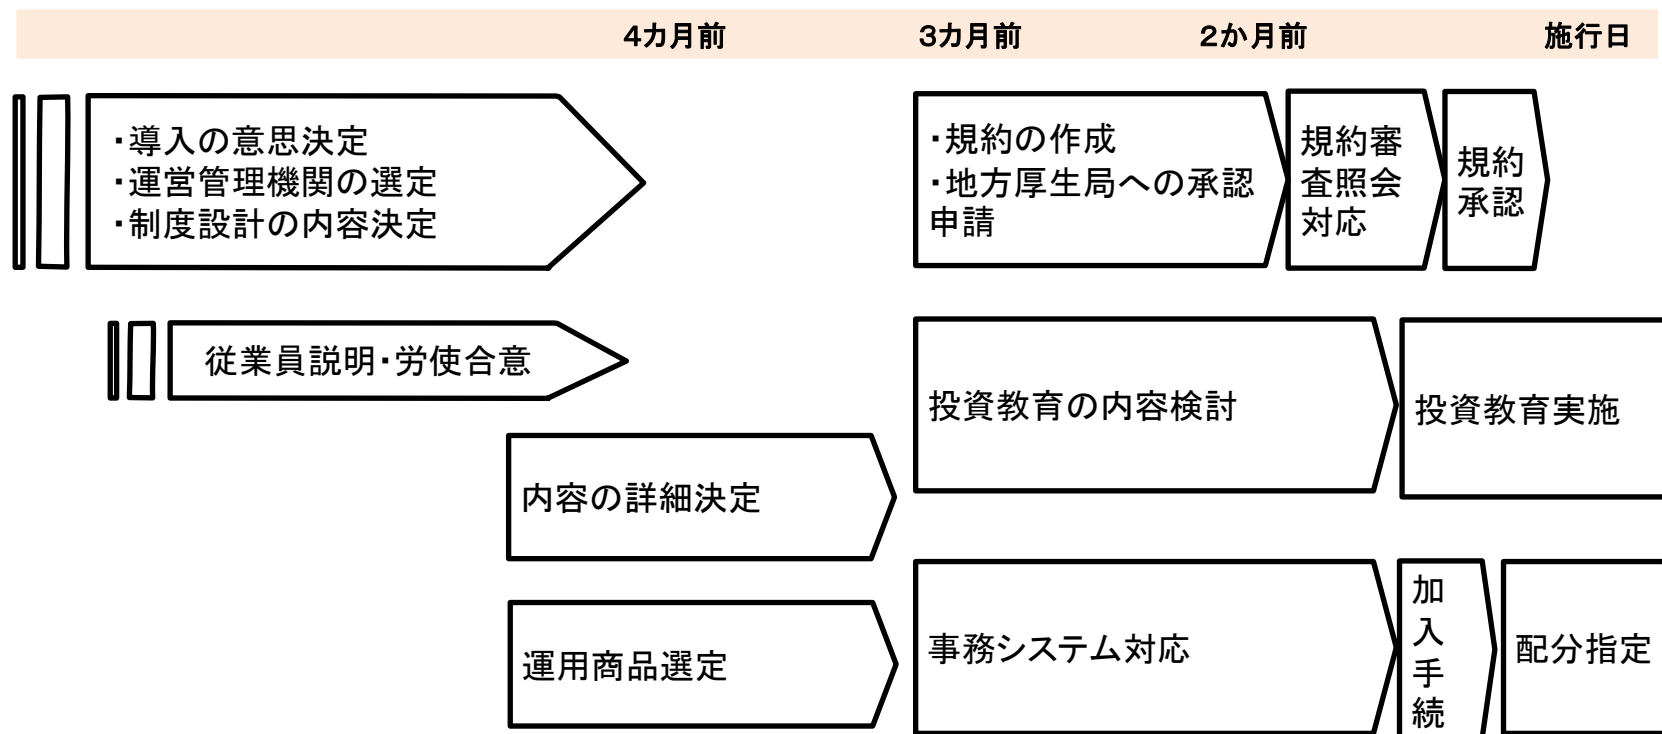 4カ月前 3カ月前 2か月前 施行日
・導入の意思決定
・運営管理機関の選定
・制度設計の内容決定
・規約の作成
・地方厚生局への承認
申請
規約審
査照会
対応
規約
承認
従業員説明・労使合意
投資教育の内容検討
投資教育実施
内容の詳細決定
運用商品選定
事務システム対応
加
入
手
続
配分指定